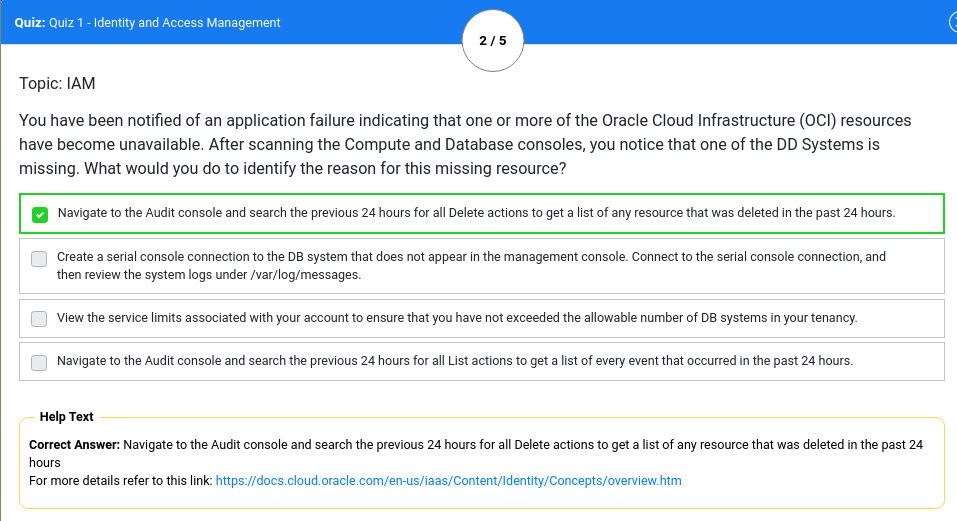 Quiz: Quiz 1 - Identity and Access Management
2 / 5
Topic: IAM
You have been notified of an application failure indicating that one or more of the Oracle Cloud Infrastructure (OCI) resources
have become unavailable. After scanning the Compute and Database consoles, you notice that one of the DD Systems is
missing. What would you do to identify the reason for this missing resource?
Navigate to the Audit console and search the previous 24 hours for all Delete actions to get a list of any resource that was deleted in the past 24 hours.
Create a serial console connection to the DB system that does not appear in the management console. Connect to the serial console connection, and
then review the system logs under /var/log/messages.
View the service limits associated with your account to ensure that you have not exceeded the allowable number of DB systems in your tenancy.
Navigate to the Audit console and search the previous 24 hours for all List actions to get a list of every event that occurred in the past 24 hours.
Help Text
Correct Answer: Navigate to the Audit console and search the previous 24 hours for all Delete actions to get a list of any resource that was deleted in the past 24
hours
For more details refer to this link: https://docs.cloud.oracle.com/en-us/iaas/Content/Identity/Concepts/overview.htm